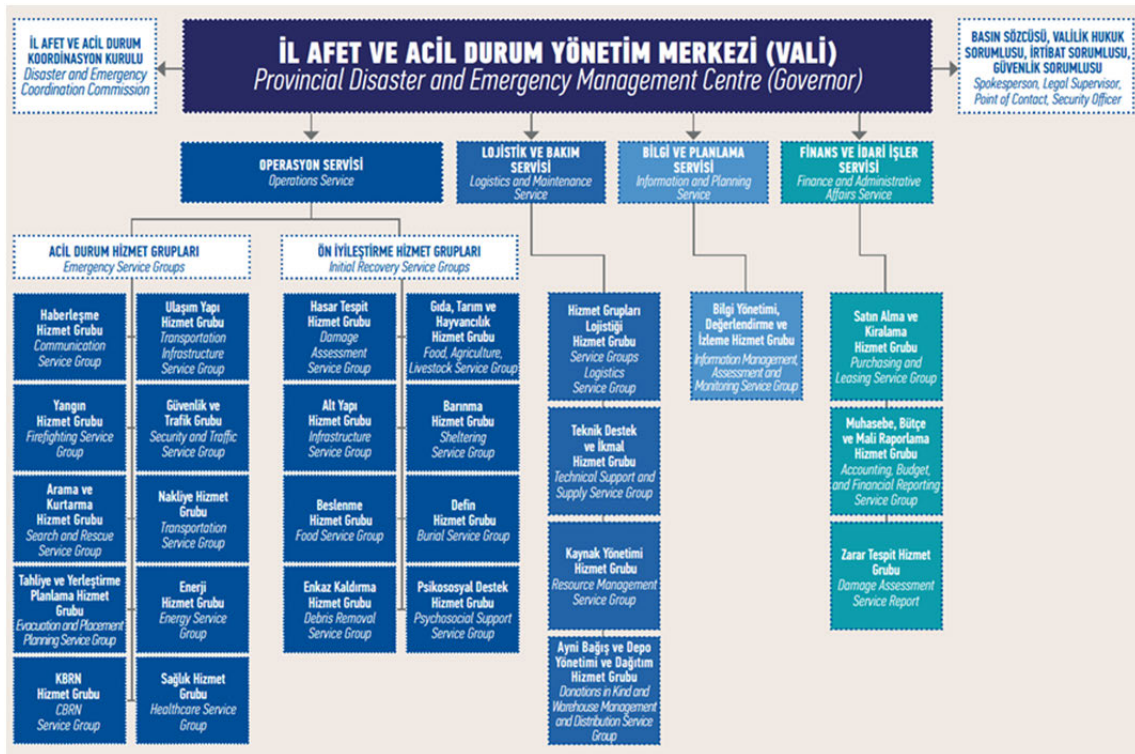 İL AFET VE ACİL DURUM
KOORDİNASYON KURULU
Disaster and Emergency
Coordination Commission
İL AFET VE ACİL DURUM YÖNETİM MERKEZİ (VALİ)
Provincial Disaster and Emergency Management Centre (Governor)
BASIN SÖZCÜSÜ, VALİLİK HUKUK
SORUMLUSU, İRTİBAT SORUMLUSU,
GÜVENLİK SORUMLUSU
Spokesperson, Legal Supervisor,
Point of Contact, Security Officer
OPERASYON SERVİSİ
Operations Service
LOJİSTİK VE BAKIM
SERVİSİ
Logistics and Maintenance
Service
BİLGİ VE PLANLAMA
SERVİSİ
Information and Planning
Service
FİNANS VE İDARİ İŞLER
SERVİSİ
Finance and Administrative
Affairs Service
ACİL DURUM HİZMET GRUPLARI
Emergency Service Groups
ÖN İYİLEŞTİRME HİZMET GRUPLARI
Initial Recovery Service Groups
Haberleşme
Hizmet Grubu
Communication
Service Group
Ulaşım Yapı
Hizmet Grubu
Transportation
Infrastructure
Service Group
Yangın
Hizmet Grubu
Firefighting Service
Group
Güvenlik ve
Trafik Grubu
Security and Traffic
Service Group
Arama ve
Kurtarma
Hizmet Grubu
Search and Rescue
Service Group
Nakliye Hizmet
Grubu
Transportation
Service Group
Tahliye ve Yerleştirme
Planlama Hizmet
Grubu
Evacuation and Placement
Planning Service Group
Enerji
Hizmet Grubu
Energy Service
Group
KBRN
Hizmet Grubu
CBRN
Service Group
Sağlık Hizmet
Grubu
Healthcare Service
Group
Hasar Tespit
Hizmet Grubu
Damage
Assessment
Service Group
Gıda, Tarım ve
Hayvancılık
Hizmet Grubu
Food, Agriculture,
Livestock Service Group
Alt Yapı
Hizmet Grubu
Infrastructure
Service Group
Barınma
Hizmet Grubu
Sheltering
Service Group
Beslenme
Hizmet Grubu
Food Service Group
Defin
Hizmet Grubu
Burial Service Group
Enkaz Kaldırma
Hizmet Grubu
Debris Removal
Service Group
Psikososyal Destek
Hizmet Grubu
Psychosocial Support
Service Group
Hizmet Grupları
Lojistiği
Hizmet Grubu
Service Groups
Logistics
Service Group
Teknik Destek
ve İkmal
Hizmet Grubu
Technical Support and
Supply Service Group
Kaynak Yönetimi
Hizmet Grubu
Resource Management
Service Group
Ayni Bağış ve Depo
Yönetimi ve Dağıtım
Hizmet Grubu
Donations in Kind and
Warehouse Management
and Distribution Service
Group
Bilgi Yönetimi,
Değerlendirme ve
İzleme Hizmet Grubu
Information Management,
Assessment and
Monitoring Service Group
Satın Alma ve
Kiralama
Hizmet Grubu
Purchasing and
Leasing Service Group
Muhasebe, Bütçe
ve Mali Raporlama
Hizmet Grubu
Accounting, Budget,
and Financial Reporting
Service Group
Zarar Tespit Hizmet
Grubu
Damage Assessment
Service Report